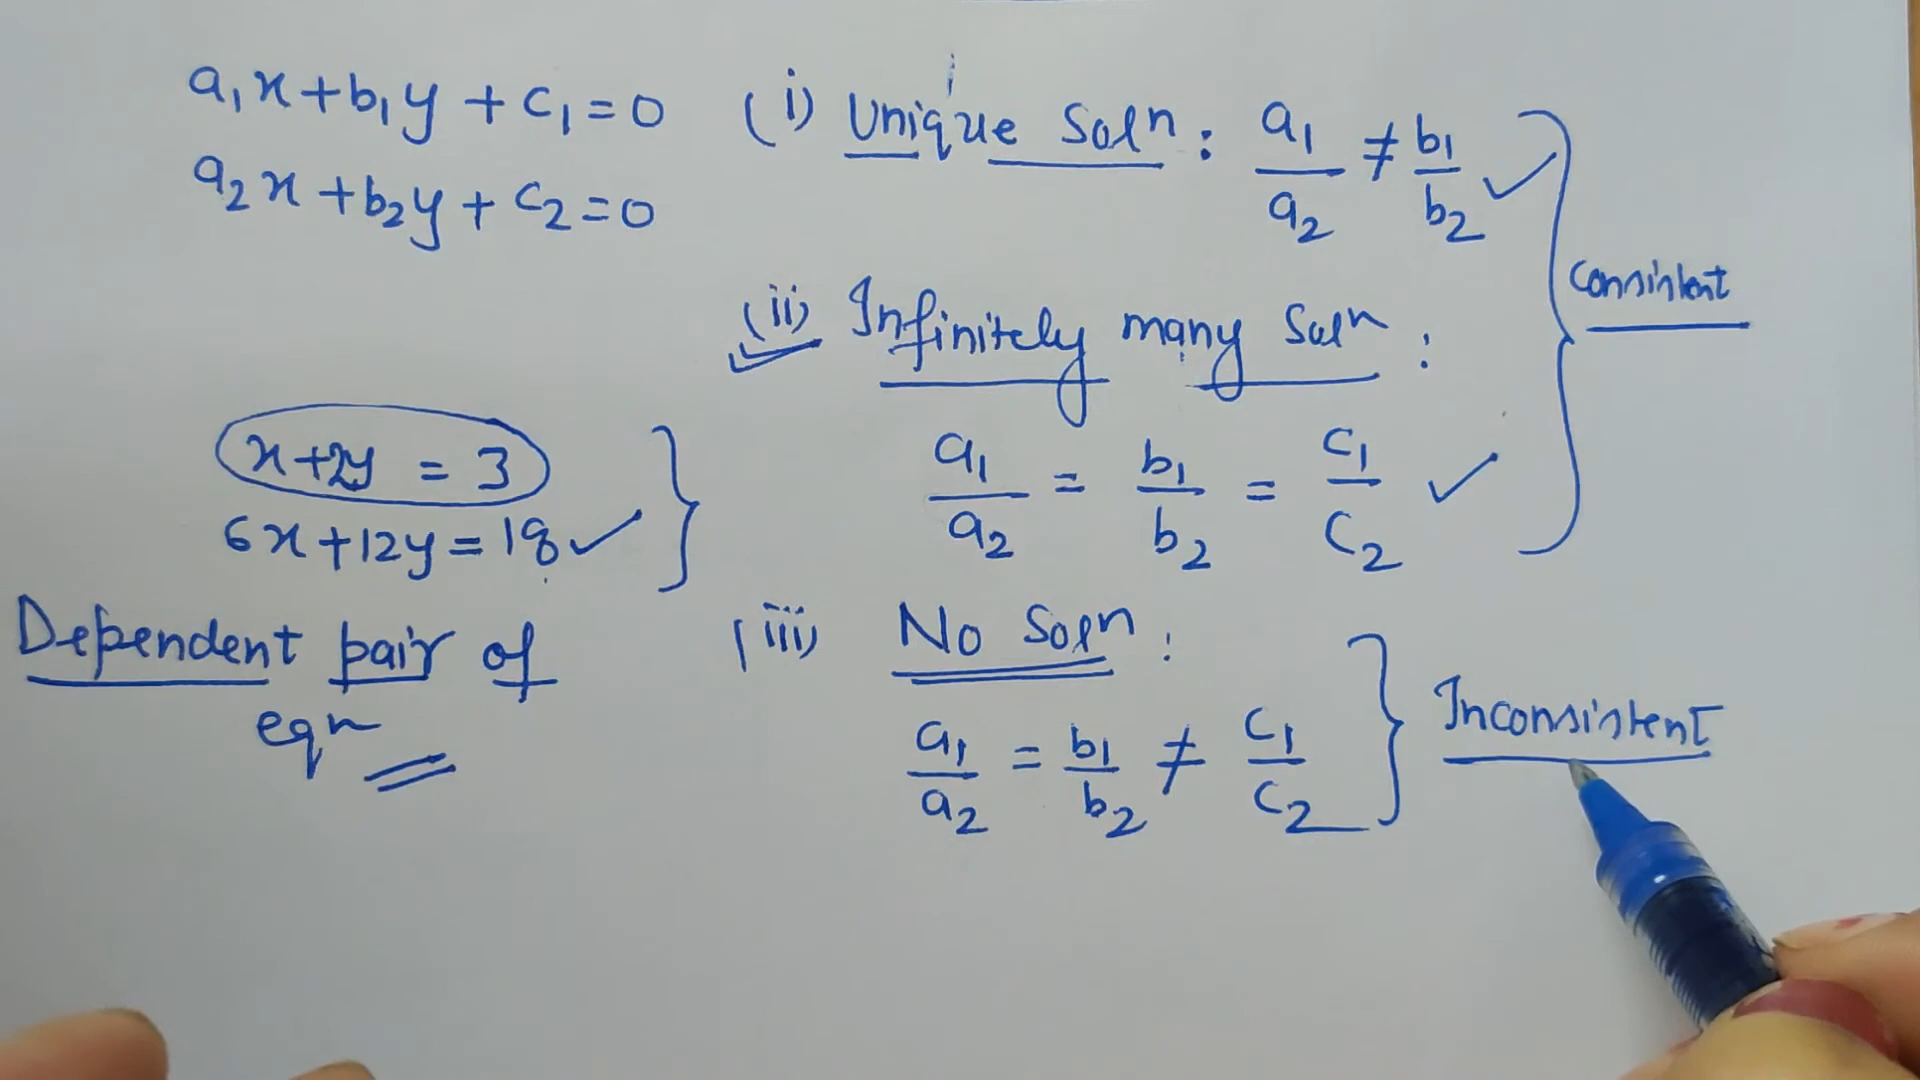 a₁x+b₁y+c₁=0
a₂x+b₂y+c₂=0
(i) Unique Solⁿ: a₁/a₂ ≠ b₁/b₂ ✓
(ii) Infinitely many Solⁿ:
a₁/a₂ = b₁/b₂ = c₁/c₂ ✓
Consistent
x+2y = 3
6x+12y=18 ✓
Dependent pair of
eqn
(iii) No Solⁿ:
a₁/a₂ = b₁/b₂ ≠ c₁/c₂
Inconsistent